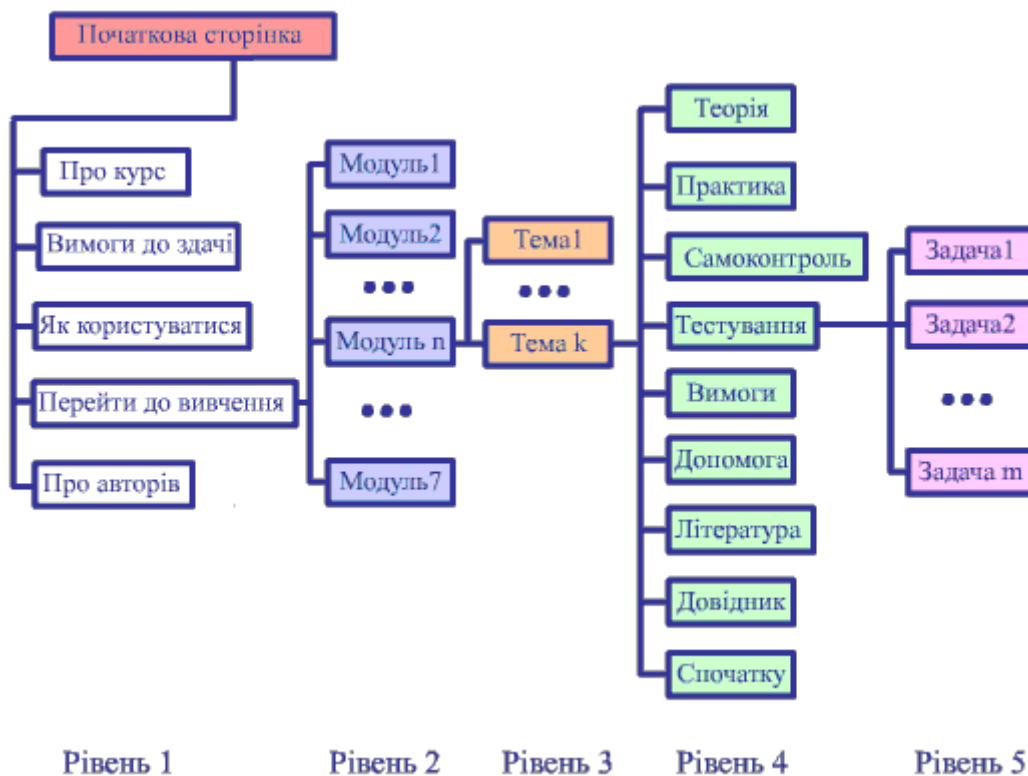 Початкова сторінка
Про курс
Вимоги до здачі
Як користуватися
Перейти до вивчення
Про авторів
Модуль1
Модуль2
Модуль n
Модуль7
Тема1
Тема k
Теорія
Практика
Самоконтроль
Тестування
Вимоги
Допомога
Література
Довідник
Спочатку
Задача1
Задача2
Задача m
Рівень 1
Рівень 2
Рівень 3
Рівень 4
Рівень 5